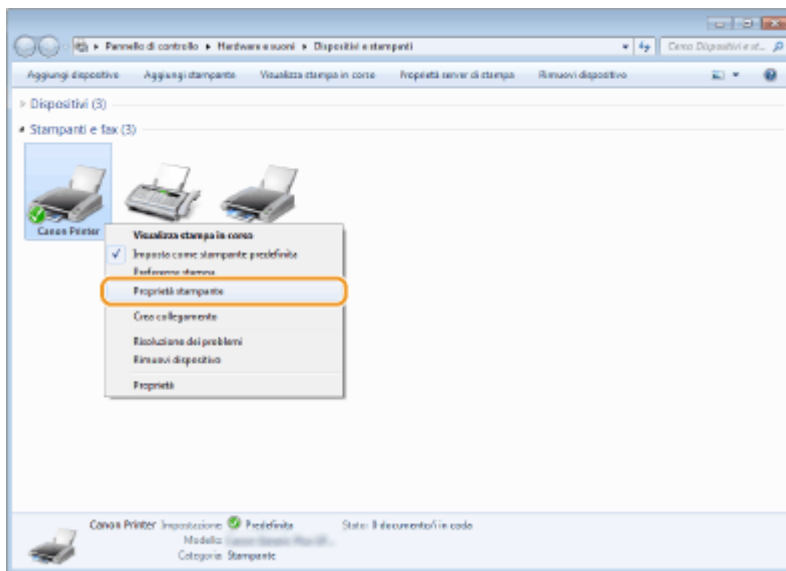 Pannello di controllo ▸ Hardware e suoni ▸ Dispositivi e stampanti
Cerca Dispositivi e st...
Aggiungi dispositivo Aggiungi stampante Visualizza stampa in corso Proprietà server di stampa Rimuovi dispositivo
Dispositivi (3)
Stampanti e fax (3)
Canon Printer
Visualizza stampa in corso
Imposta come stampante predefinita
Preferenze stampa
Proprietà stampante
Crea collegamento
Risoluzione dei problemi
Rimuovi dispositivo
Proprietà
Canon Printer Impostazione: Predefinita Stato: 0 documento/i in coda
Modello:
Categoria: Stampante